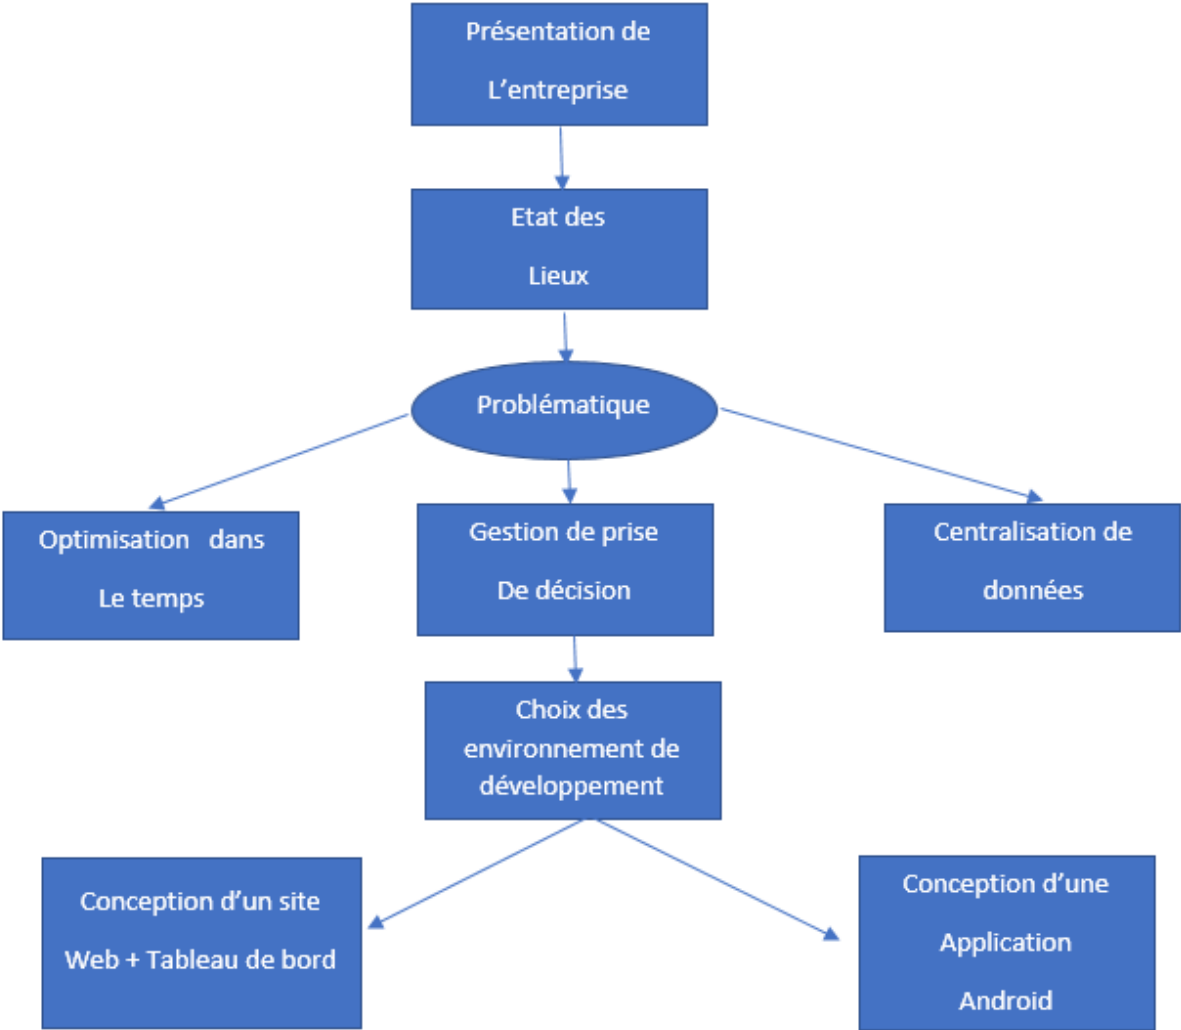 Présentation de
L’entreprise
Etat des
Lieux
Problématique
Optimisation dans
Le temps
Gestion de prise
De décision
Centralisation de
données
Choix des
environnement de
développement
Conception d’un site
Web + Tableau de bord
Conception d’une
Application
Android